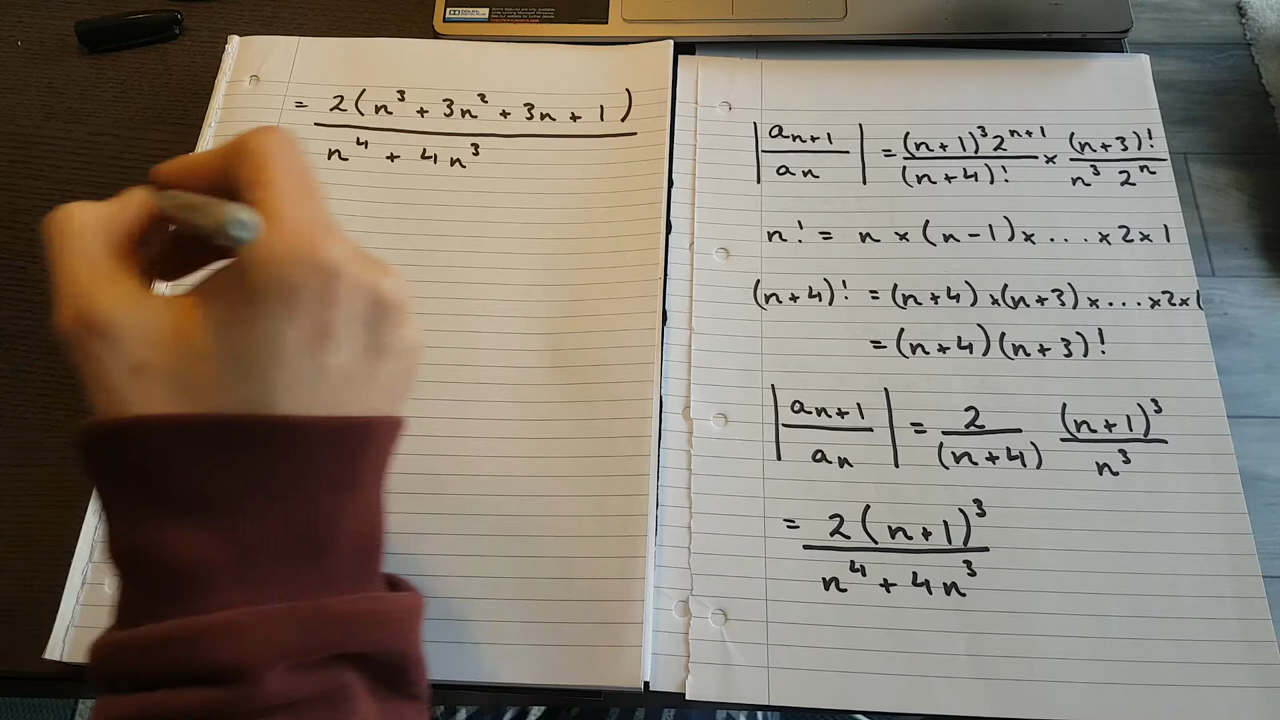 = 2(n³ + 3n² + 3n + 1) / n⁴ + 4n³
|aₙ₊₁ / aₙ| = (n+1)³ 2ⁿ⁺¹ / (n+4)! × (n+3)! / n³ 2ⁿ
n! = n × (n-1) × ... × 2 × 1
(n+4)! = (n+4) × (n+3) × ... × 2 × 1
= (n+4)(n+3)!
|aₙ₊₁ / aₙ| = 2 / (n+4) (n+1)³ / n³
= 2(n+1)³ / n⁴ + 4n³